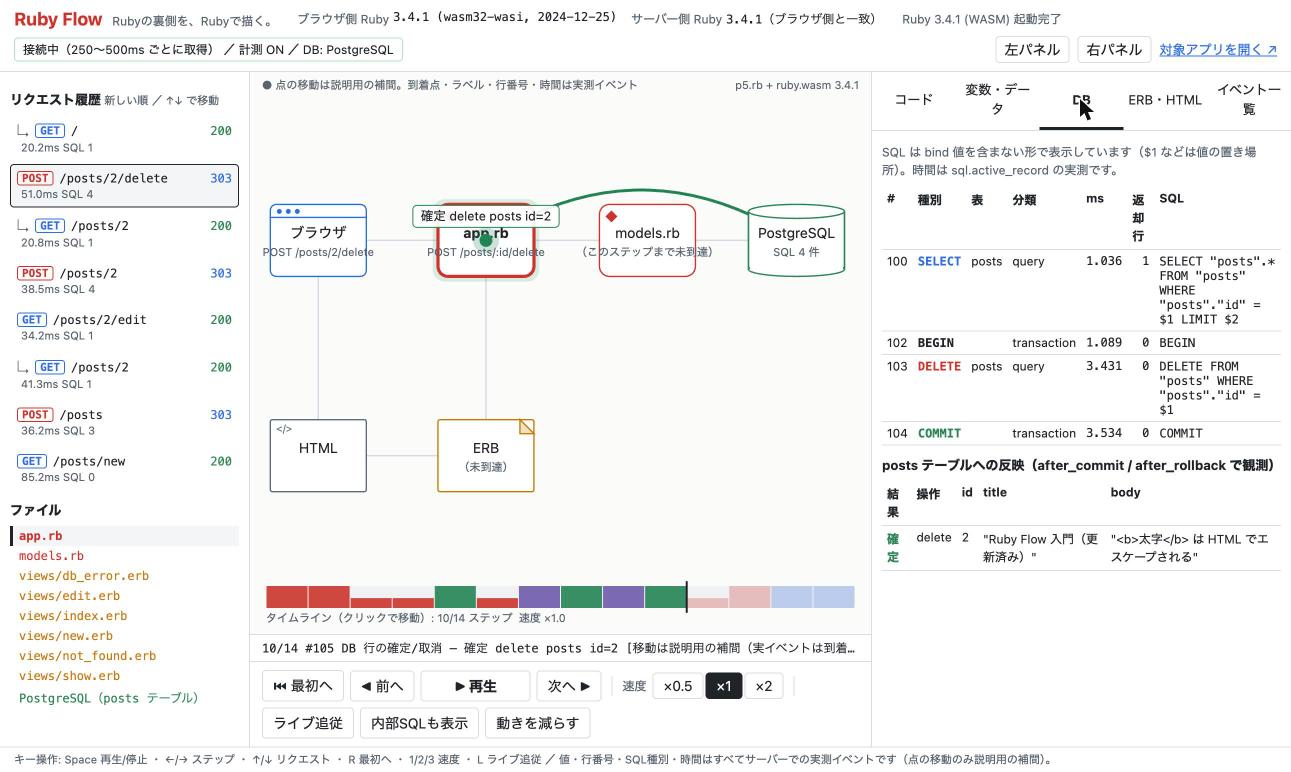 Ruby Flow Rubyの裏側を、Rubyで描く。 ブラウザ側 Ruby 3.4.1 (wasm32-wasi, 2024-12-25) サーバー側 Ruby 3.4.1（ブラウザ側と一致） Ruby 3.4.1 (WASM) 起動完了
接続中（250〜500ms ごとに取得） ／ 計測 ON ／ DB: PostgreSQL
左パネル 右パネル 対象アプリを開く ↗
リクエスト履歴 新しい順 ／ ↑↓ で移動
GET / 200
20.2ms SQL 1
POST /posts/2/delete 303
51.0ms SQL 4
GET /posts/2 200
20.8ms SQL 1
POST /posts/2 303
38.5ms SQL 4
GET /posts/2/edit 200
34.2ms SQL 1
GET /posts/2 200
41.3ms SQL 1
POST /posts 303
36.2ms SQL 3
GET /posts/new 200
85.2ms SQL 0
ファイル
app.rb
models.rb
views/db_error.erb
views/edit.erb
views/index.erb
views/new.erb
views/not_found.erb
views/show.erb
PostgreSQL（posts テーブル）
● 点の移動は説明用の補間。到着点・ラベル・行番号・時間は実測イベント p5.rb + ruby.wasm 3.4.1
確定 delete posts id=2
ブラウザ
POST /posts/2/delete
app.rb
POST /posts/:id/delete
models.rb
（このステップまで未到達）
PostgreSQL
SQL 4 件
</>
HTML
ERB
（未到達）
タイムライン（クリックで移動）: 10/14 ステップ 速度 ×1.0
10/14 #105 DB 行の確定/取消 — 確定 delete posts id=2 [移動は説明用の補間（実イベントは到着…
⏮ 最初へ ◀ 前へ ▶ 再生 次へ ▶ 速度 ×0.5 ×1 ×2
ライブ追従 内部SQLも表示 動きを減らす
コード 変数・データ DB ERB・HTML イベント一覧
SQL は bind 値を含まない形で表示しています（$1 などは値の置き場
所）。時間は sql.active_record の実測です。
# 種別 表 分類 ms 返却行 SQL
100 SELECT posts query 1.036 1 SELECT "posts".*
FROM "posts"
WHERE
"posts"."id" =
$1 LIMIT $2
102 BEGIN transaction 1.089 0 BEGIN
103 DELETE posts query 3.431 0 DELETE FROM
"posts" WHERE
"posts"."id" =
$1
104 COMMIT transaction 3.534 0 COMMIT
posts テーブルへの反映（after_commit / after_rollback で観測）
結果 操作 id title body
確定 delete 2 "Ruby Flow 入門（更新済み）" "<b>太字</b> は HTML でエスケープされる"
キー操作: Space 再生/停止 ・ ←/→ ステップ ・ ↑/↓ リクエスト ・ R 最初へ ・ 1/2/3 速度 ・ L ライブ追従 ／ 値・行番号・SQL種別・時間はすべてサーバーでの実測イベントです（点の移動のみ説明用の補間）。